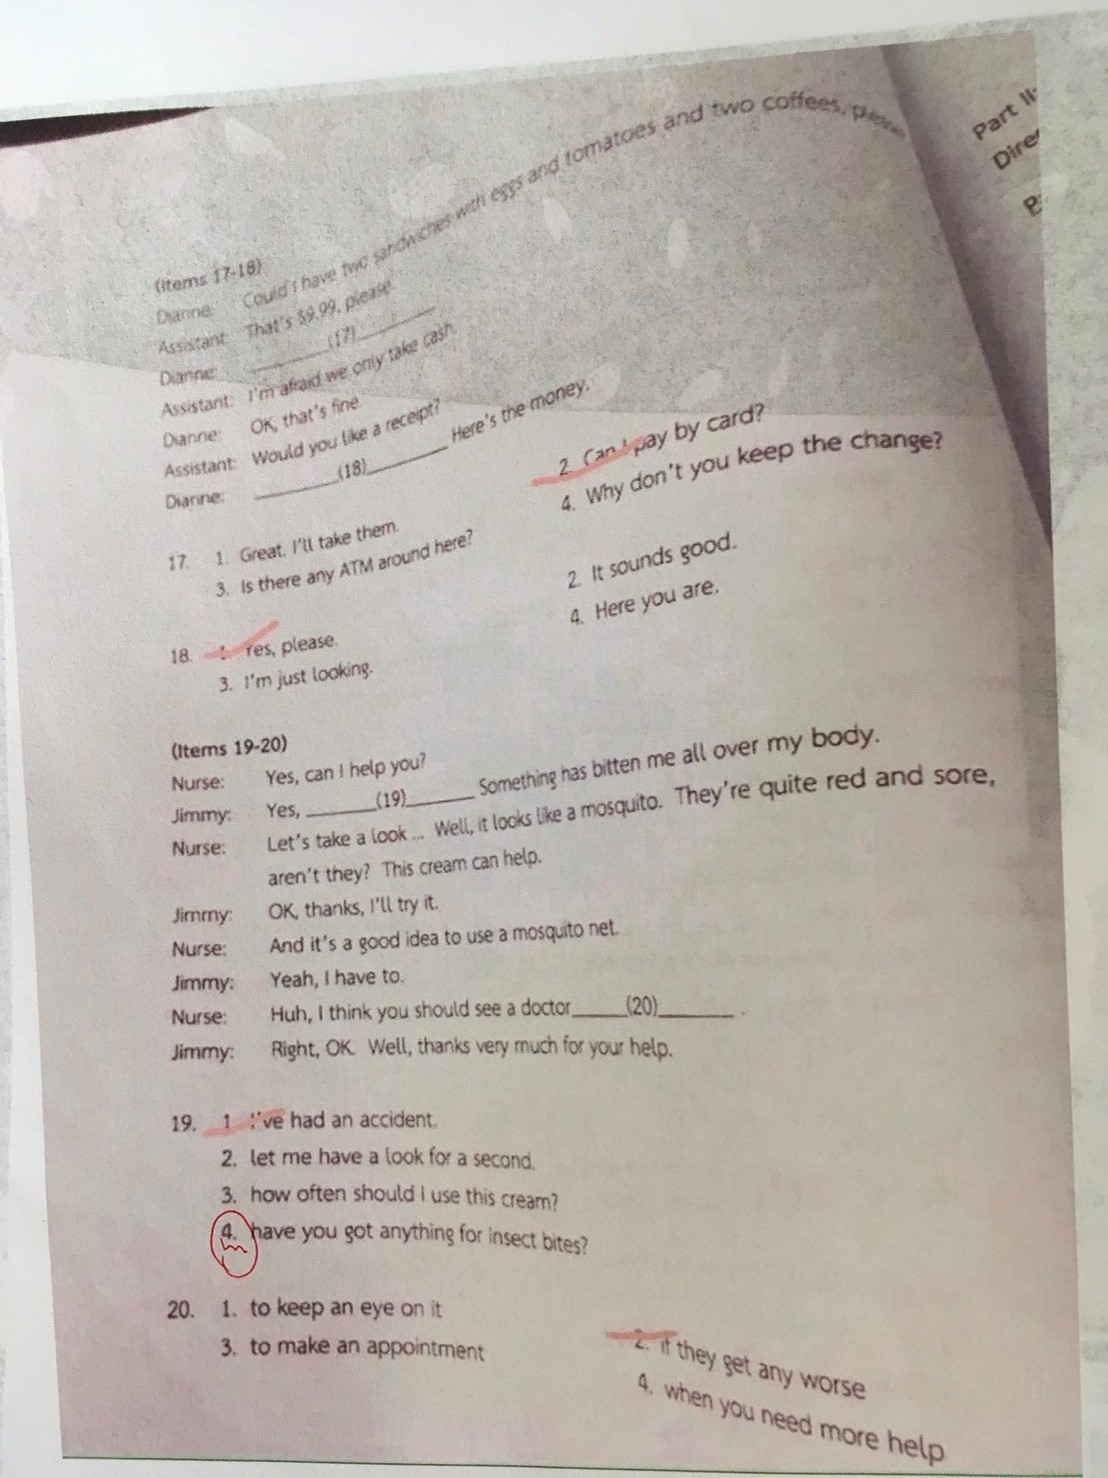 Part II
(Items 17-18)
Dianne: Could I have two sandwiches with eggs and tomatoes and two coffees, please
Assistant: That's $9.99, please.
Dianne: ______(17)______
Assistant: I'm afraid we only take cash.
Dianne: OK, that's fine.
Assistant: Would you like a receipt?
Dianne: ______(18)______ Here's the money.
17. 1. Great. I'll take them. 2. Can I pay by card?
3. Is there any ATM around here? 4. Why don't you keep the change?
18. 1. Yes, please. 2. It sounds good.
3. I'm just looking. 4. Here you are.
(Items 19-20)
Nurse: Yes, can I help you?
Jimmy: Yes, ______(19)______ Something has bitten me all over my body.
Nurse: Let's take a look ... Well, it looks like a mosquito. They're quite red and sore,
aren't they? This cream can help.
Jimmy: OK, thanks, I'll try it.
Nurse: And it's a good idea to use a mosquito net.
Jimmy: Yeah, I have to.
Nurse: Huh, I think you should see a doctor_____(20)_______ .
Jimmy: Right, OK. Well, thanks very much for your help.
19. 1. I've had an accident.
2. let me have a look for a second.
3. how often should I use this cream?
4. have you got anything for insect bites?
20. 1. to keep an eye on it 2. if they get any worse
3. to make an appointment 4. when you need more help